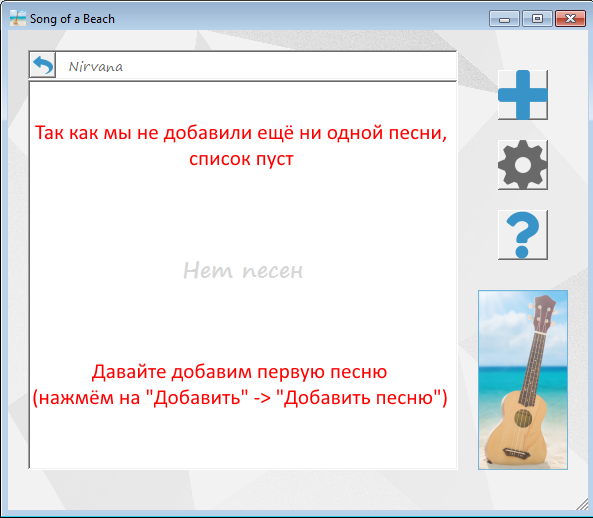 Song of a Beach
Nirvana
Так как мы не добавили ещё ни одной песни,
список пуст
Нет песен
Давайте добавим первую песню
(нажмём на "Добавить" -> "Добавить песню")